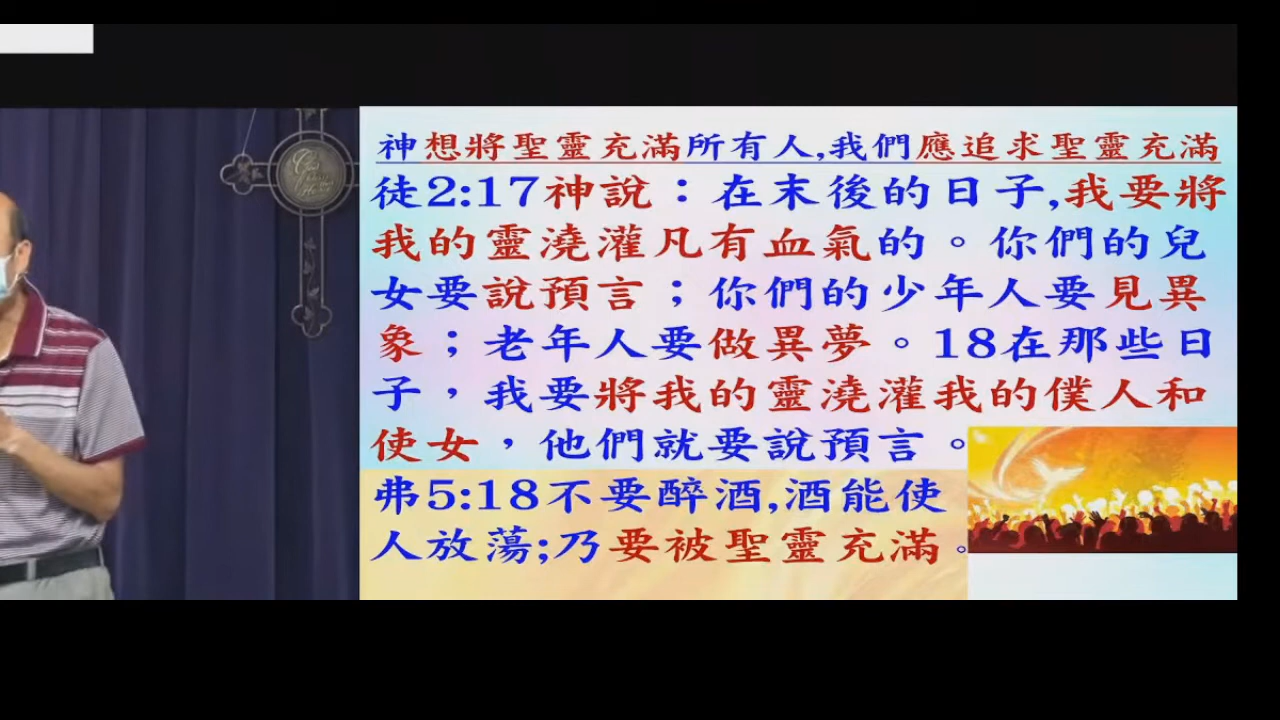 神想將聖靈充滿所有人,我們應追求聖靈充滿
徒2:17神說：在末後的日子,我要將
我的靈澆灌凡有血氣的。你們的兒
女要說預言；你們的少年人要見異
象；老年人要做異夢。18在那些日
子，我要將我的靈澆灌我的僕人和
使女，他們就要說預言。
弗5:18不要醉酒,酒能使
人放蕩;乃要被聖靈充滿。